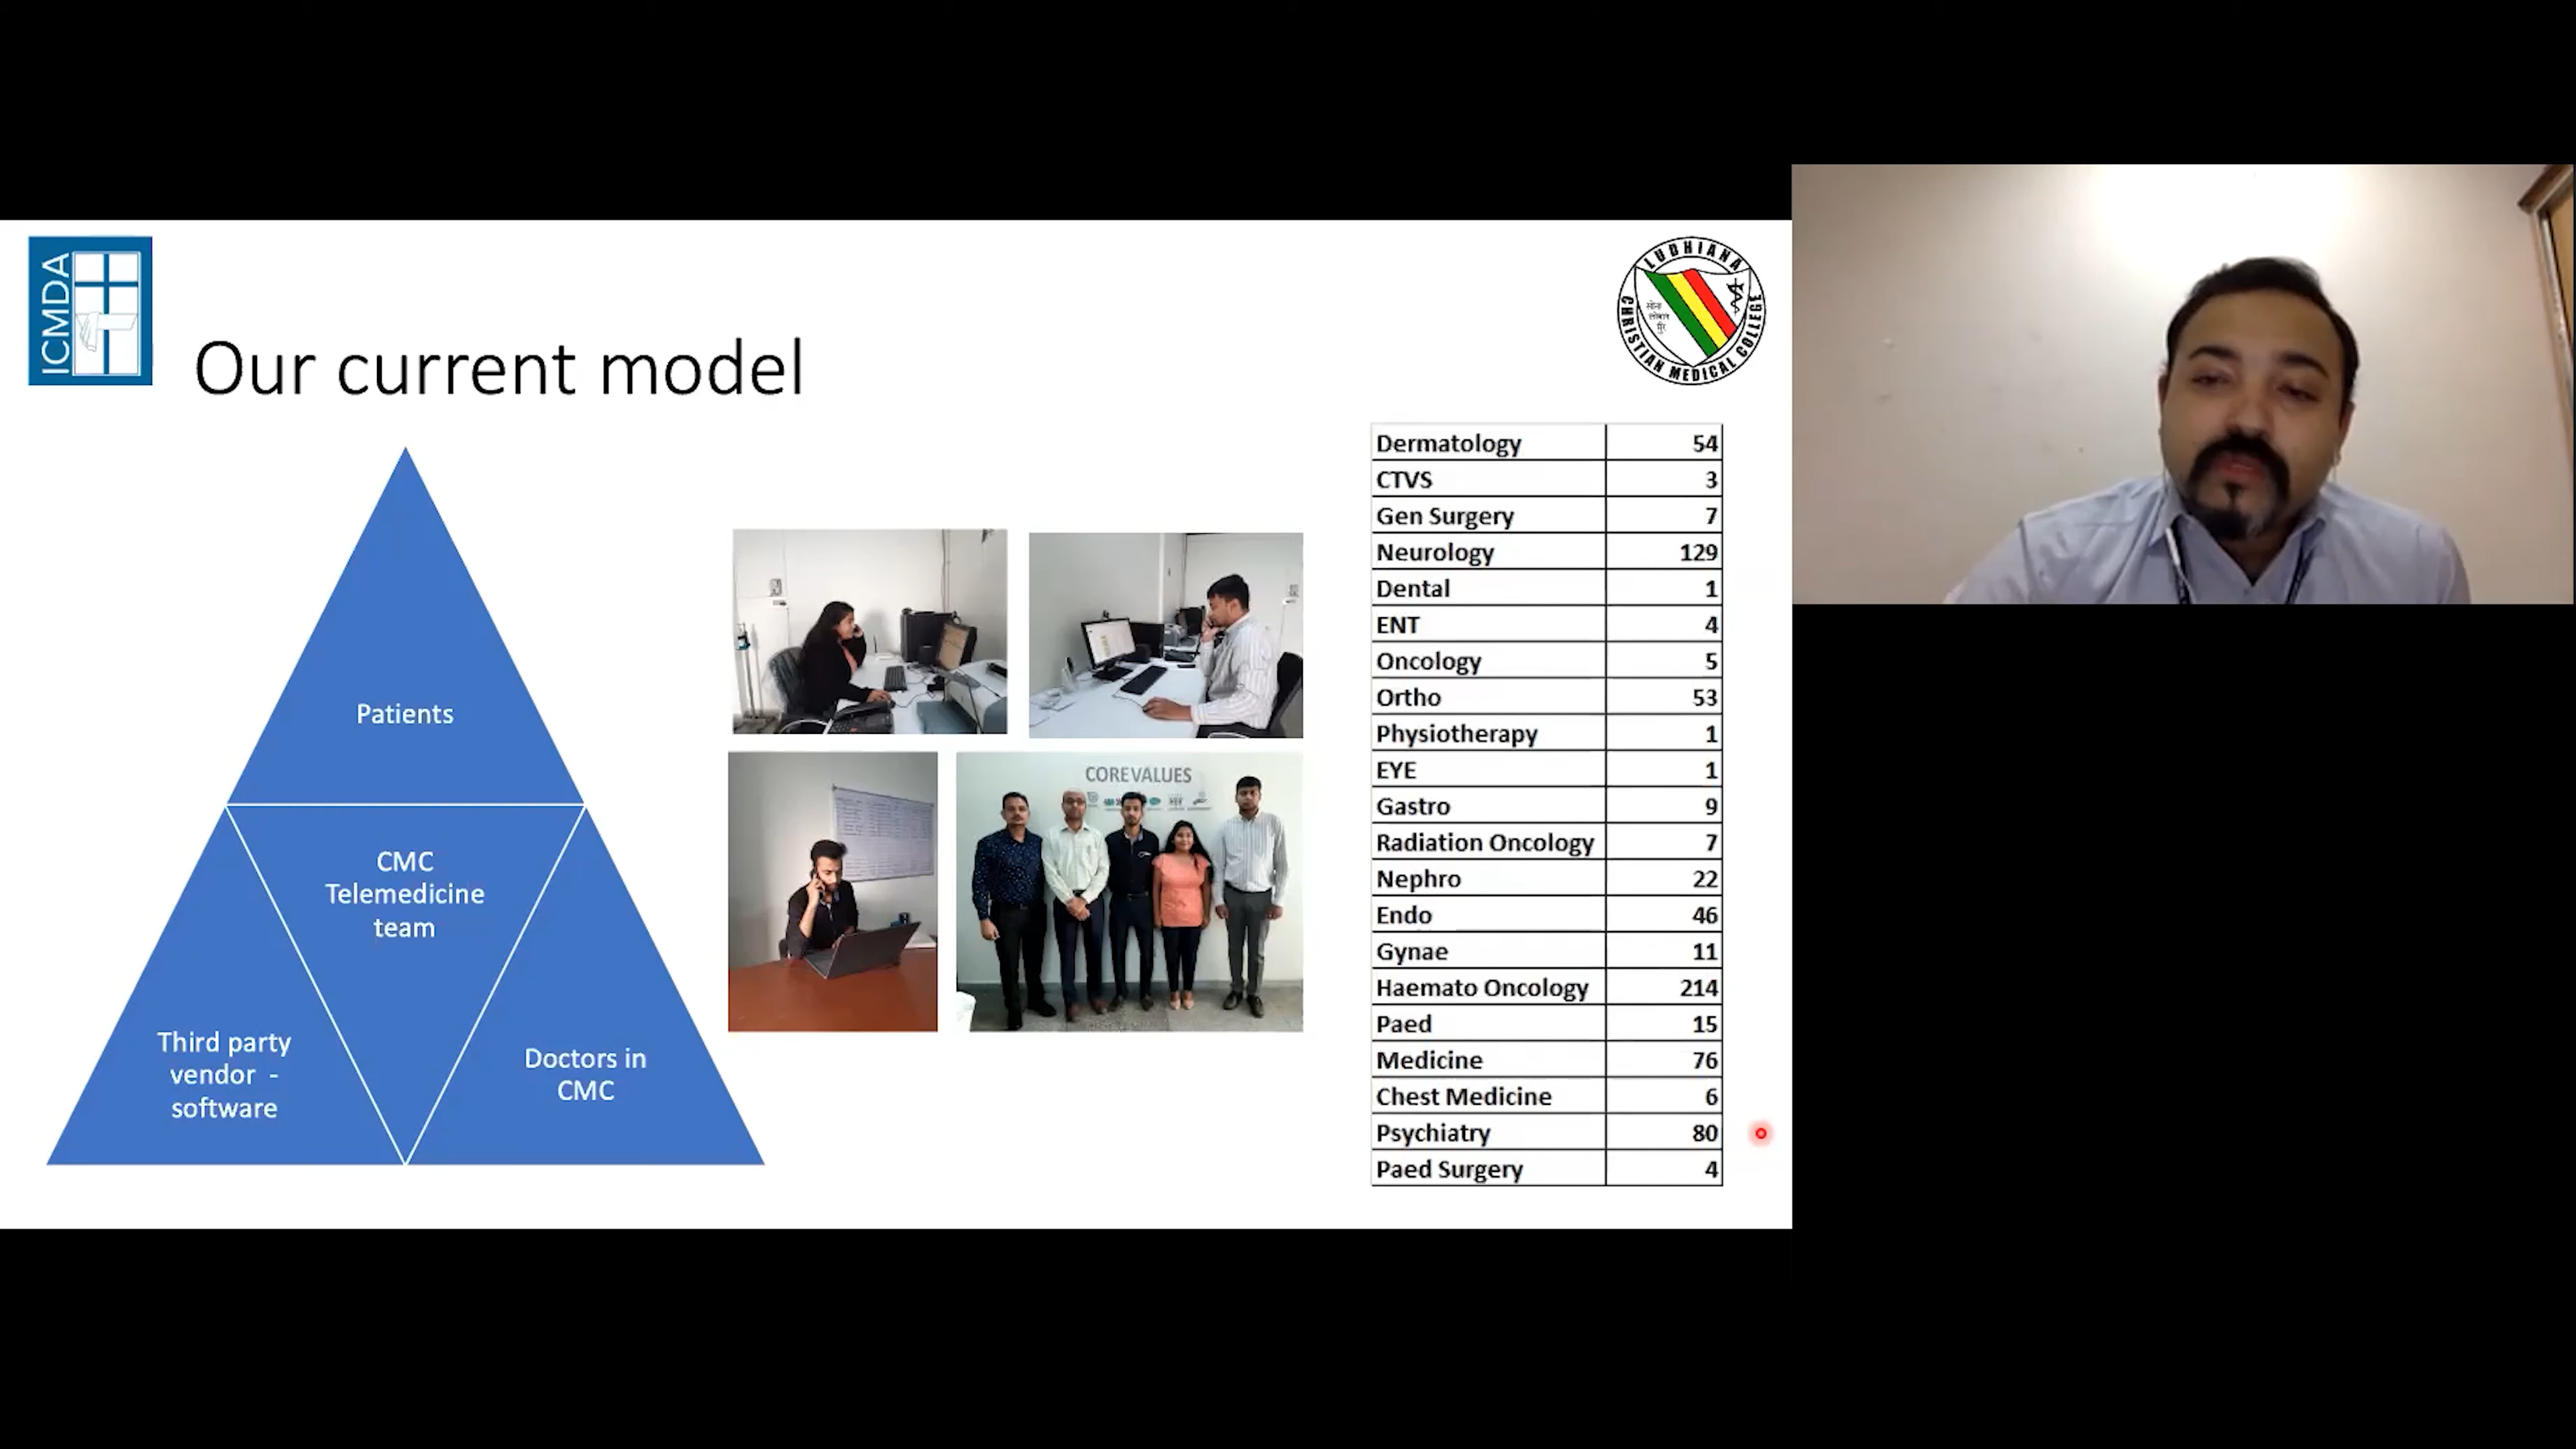 ICMDA
LUDHIANA
CHRISTIAN MEDICAL COLLEGE
Our current model
Patients
CMC
Telemedicine
team
Third party
vendor -
software
Doctors in
CMC
CORE VALUES
Dermatology 54
CTVS 3
Gen Surgery 7
Neurology 129
Dental 1
ENT 4
Oncology 5
Ortho 53
Physiotherapy 1
EYE 1
Gastro 9
Radiation Oncology 7
Nephro 22
Endo 46
Gynae 11
Haemato Oncology 214
Paed 15
Medicine 76
Chest Medicine 6
Psychiatry 80
Paed Surgery 4